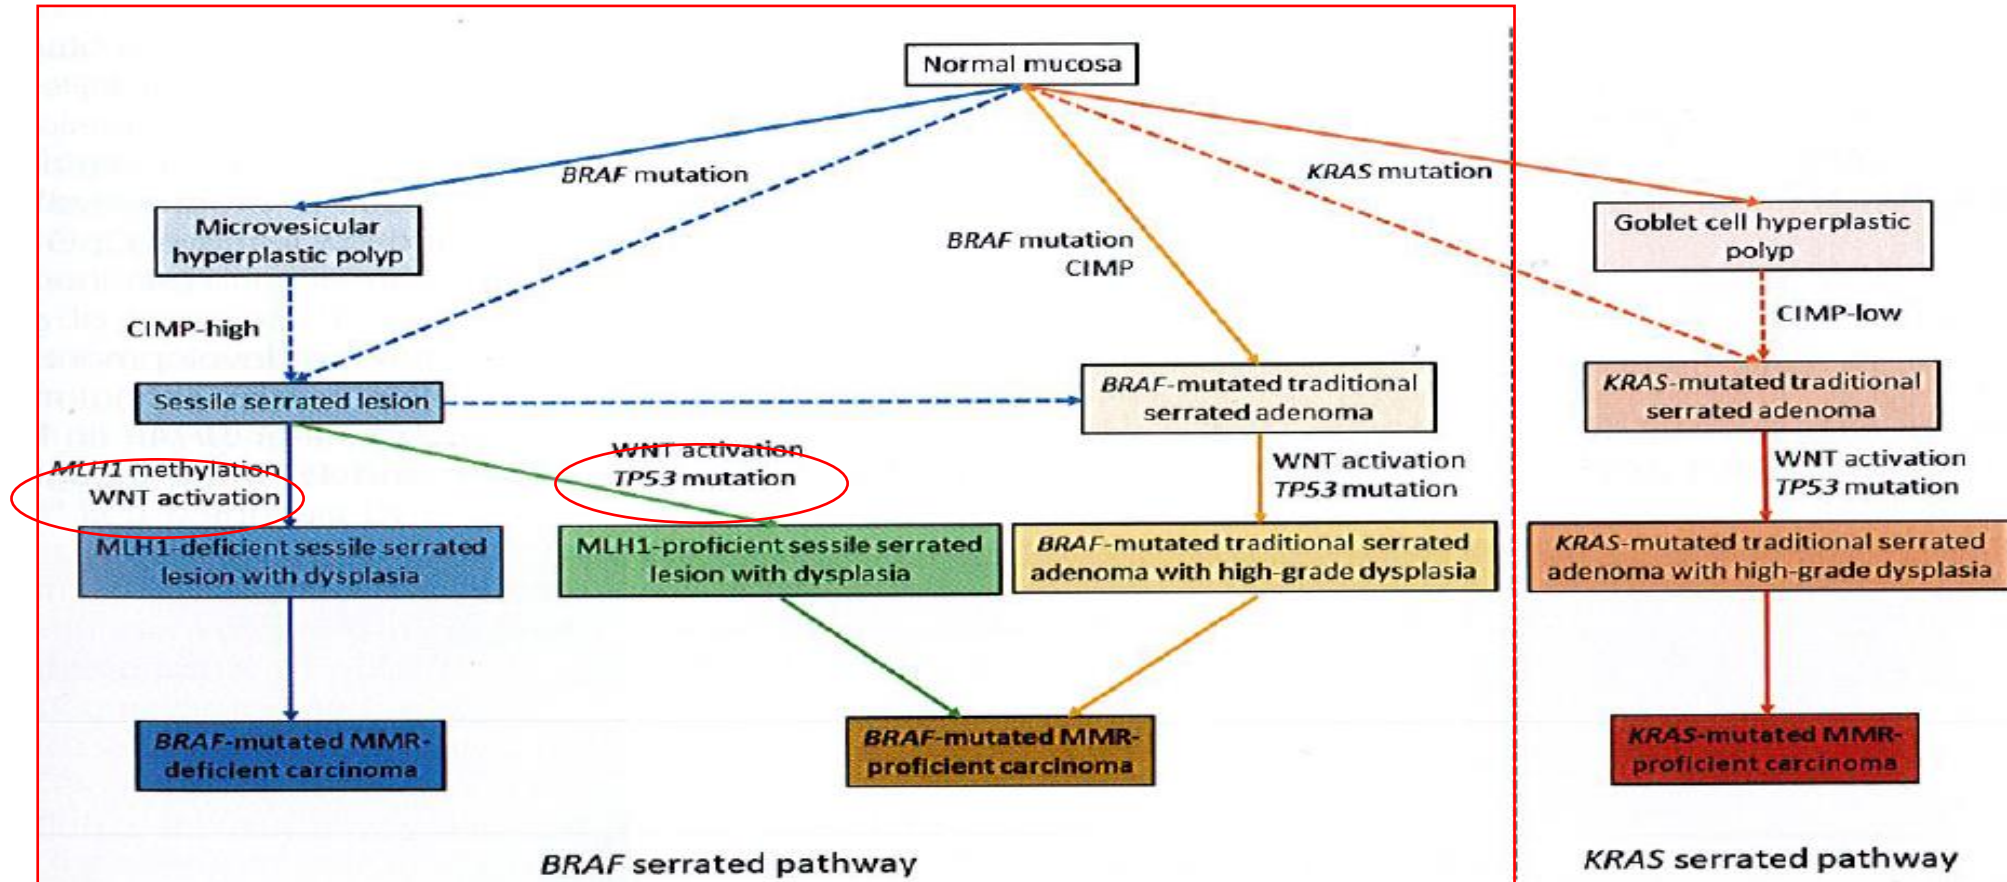 Normal mucosa
BRAF mutation
KRAS mutation
Microvesicular
hyperplastic polyp
BRAF mutation
CIMP
Goblet cell hyperplastic
polyp
CIMP-high
CIMP-low
Sessile serrated lesion
BRAF-mutated traditional
serrated adenoma
KRAS-mutated traditional
serrated adenoma
MLH1 methylation
WNT activation
WNT activation
TP53 mutation
WNT activation
TP53 mutation
WNT activation
TP53 mutation
MLH1-deficient sessile serrated
lesion with dysplasia
MLH1-proficient sessile serrated
lesion with dysplasia
BRAF-mutated traditional serrated
adenoma with high-grade dysplasia
KRAS-mutated traditional serrated
adenoma with high-grade dysplasia
BRAF-mutated MMR-
deficient carcinoma
BRAF-mutated MMR-
proficient carcinoma
KRAS-mutated MMR-
proficient carcinoma
BRAF serrated pathway
KRAS serrated pathway